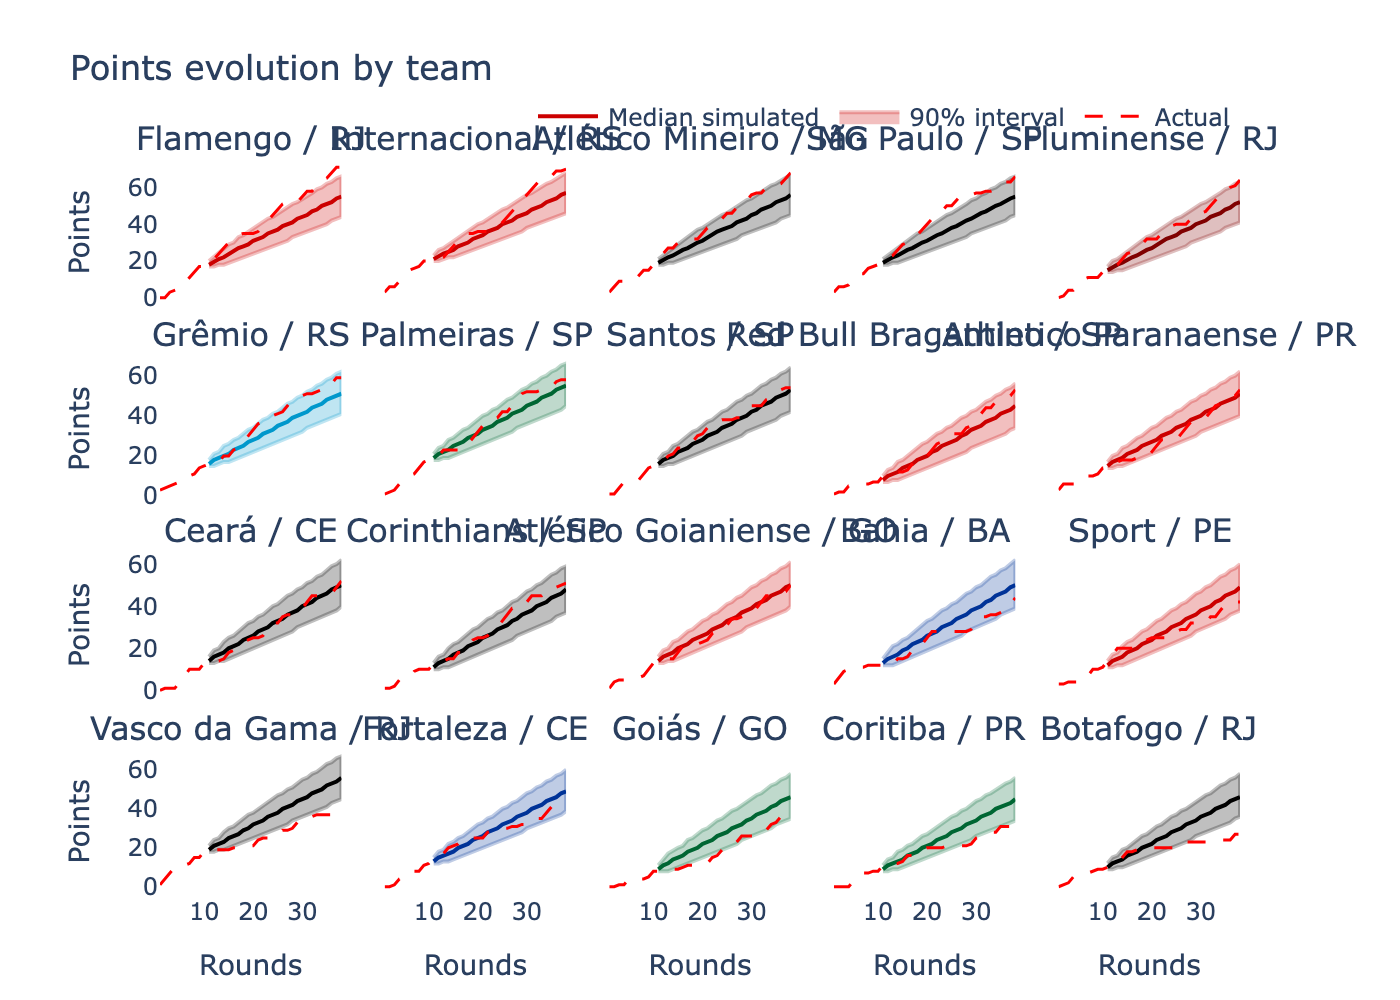 Points evolution by team
Median simulated 90% interval Actual
Flamengo / RJ Internacional / RS Atlético Mineiro / MG São Paulo / SP Fluminense / RJ
Points
60
40
20
0
Grêmio / RS Palmeiras / SP Santos / SP Red Bull Bragantino / SP Athletico Paranaense / PR
Points
60
40
20
0
Ceará / CE Corinthians / SP Atlético Goianiense / GO Bahia / BA Sport / PE
Points
60
40
20
0
Vasco da Gama / RJ Fortaleza / CE Goiás / GO Coritiba / PR Botafogo / RJ
Points
60
40
20
0
10 20 30 10 20 30 10 20 30 10 20 30 10 20 30
Rounds Rounds Rounds Rounds Rounds